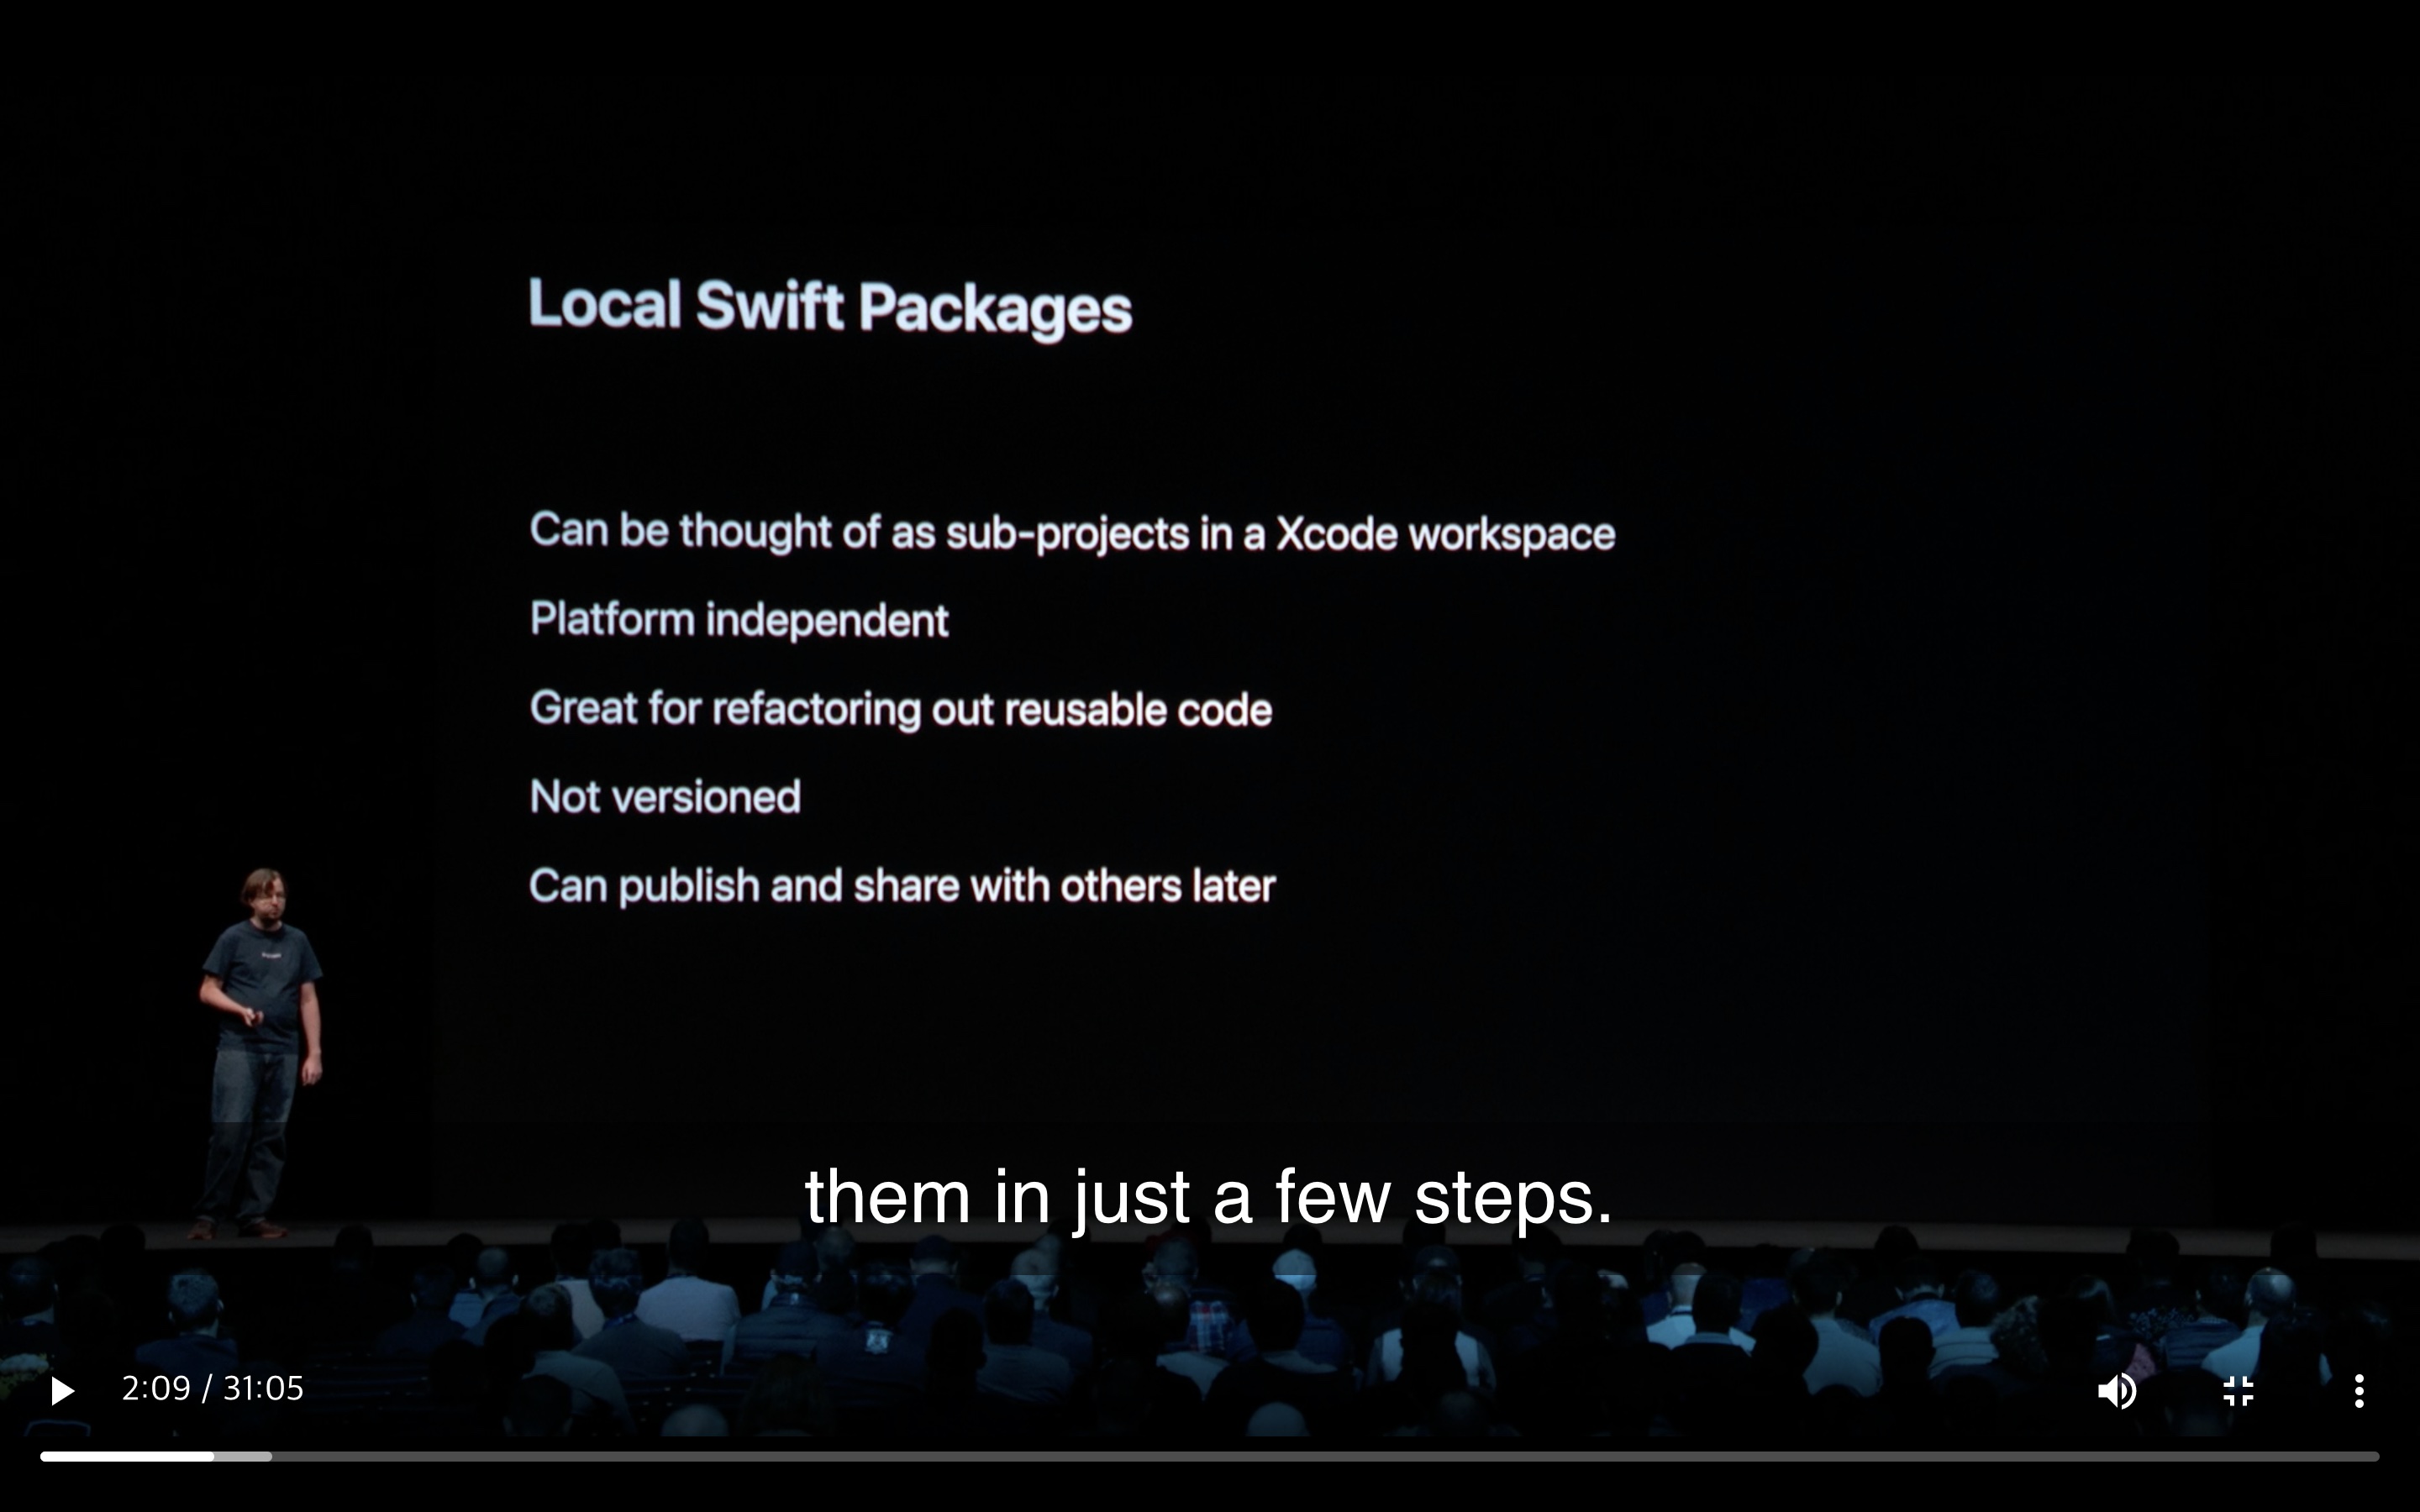 Local Swift Packages
Can be thought of as sub-projects in a Xcode workspace
Platform independent
Great for refactoring out reusable code
Not versioned
Can publish and share with others later
them in just a few steps.
2:09 / 31:05